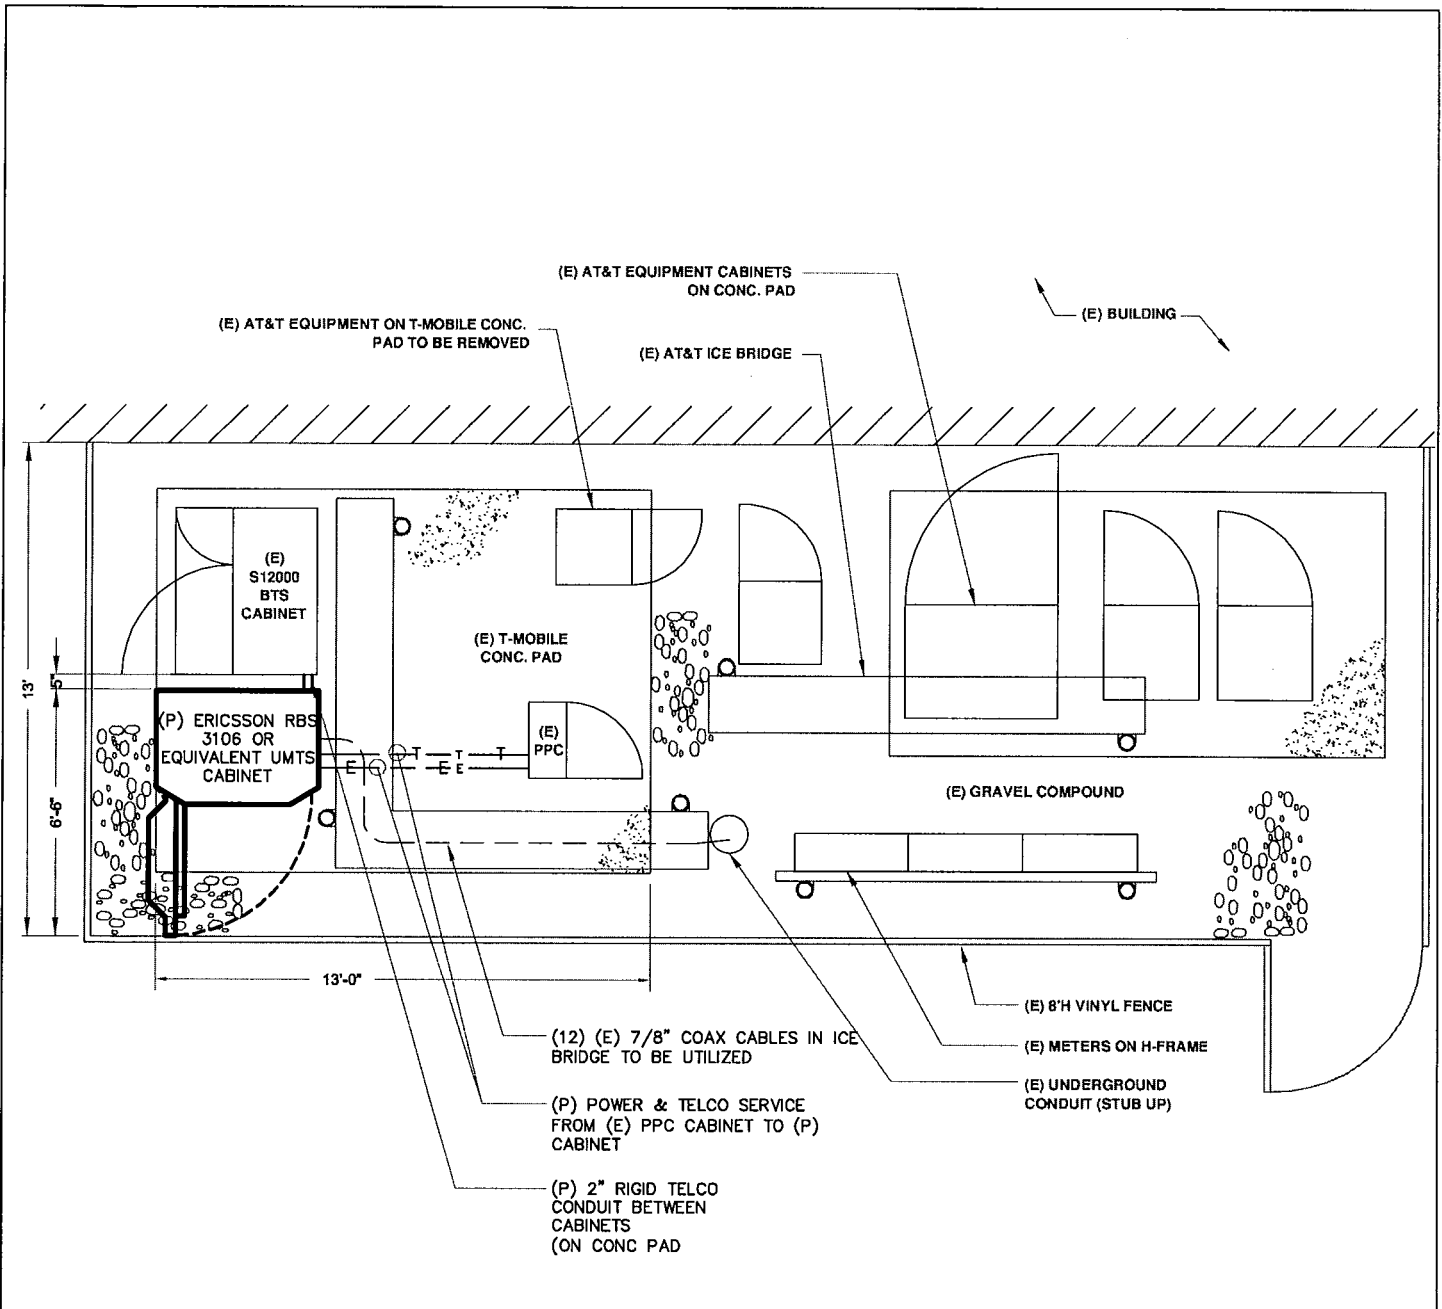 (E) AT&T EQUIPMENT CABINETS
ON CONC. PAD
(E) BUILDING
(E) AT&T EQUIPMENT ON T-MOBILE CONC.
PAD TO BE REMOVED
(E) AT&T ICE BRIDGE
(E)
S12000
BTS
CABINET
(E) T-MOBILE
CONC. PAD
13'
5"
6'-6"
(P) ERICSSON RBS
3106 OR
EQUIVALENT UMTS
CABINET
T T T
E E E
(E)
PPC
(E) GRAVEL COMPOUND
13'-0"
(E) 8'H VINYL FENCE
(12) (E) 7/8" COAX CABLES IN ICE
BRIDGE TO BE UTILIZED
(E) METERS ON H-FRAME
(E) UNDERGROUND
CONDUIT (STUB UP)
(P) POWER & TELCO SERVICE
FROM (E) PPC CABINET TO (P)
CABINET
(P) 2" RIGID TELCO
CONDUIT BETWEEN
CABINETS
(ON CONC PAD